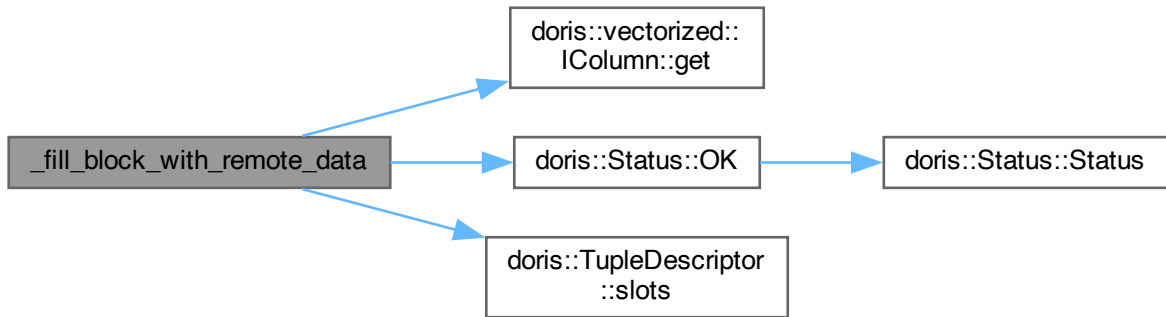 doris::vectorized::
IColumn::get
_fill_block_with_remote_data
doris::Status::OK
doris::Status::Status
doris::TupleDescriptor
::slots